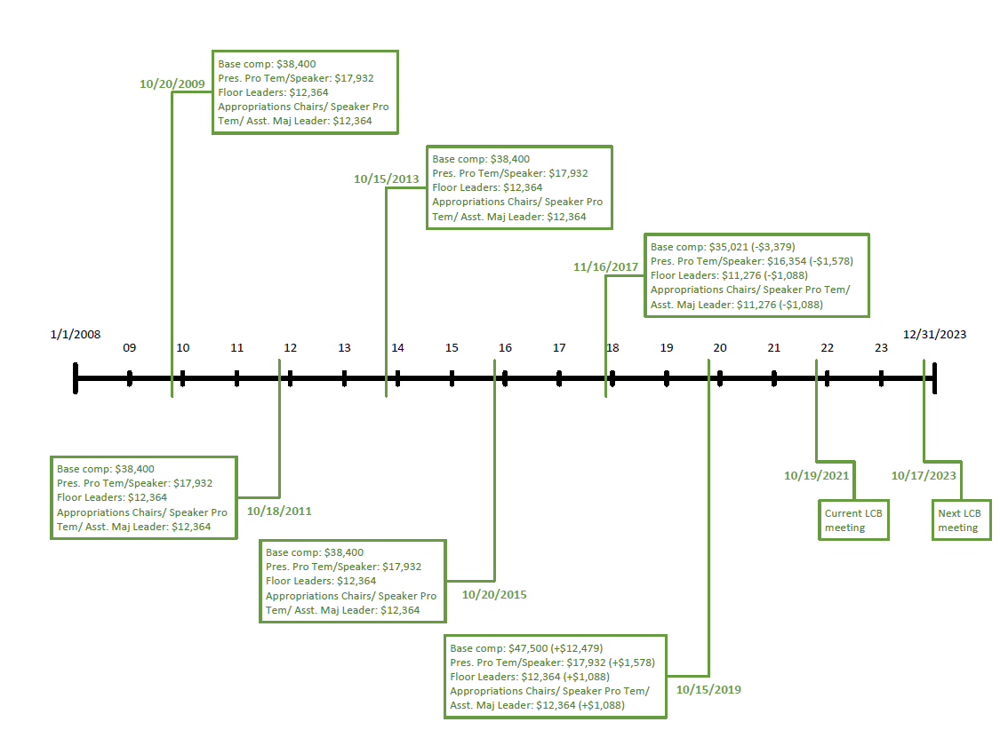 10/20/2009
Base comp: $38,400
Pres. Pro Tem/Speaker: $17,932
Floor Leaders: $12,364
Appropriations Chairs/ Speaker Pro
Tem/ Asst. Maj Leader: $12,364
10/15/2013
Base comp: $38,400
Pres. Pro Tem/Speaker: $17,932
Floor Leaders: $12,364
Appropriations Chairs/ Speaker Pro
Tem/ Asst. Maj Leader: $12,364
11/16/2017
Base comp: $35,021 (-$3,379)
Pres. Pro Tem/Speaker: $16,354 (-$1,578)
Floor Leaders: $11,276 (-$1,088)
Appropriations Chairs/ Speaker Pro Tem/
Asst. Maj Leader: $11,276 (-$1,088)
1/1/2008
12/31/2023
09 10 11 12 13 14 15 16 17 18 19 20 21 22 23
Base comp: $38,400
Pres. Pro Tem/Speaker: $17,932
Floor Leaders: $12,364
Appropriations Chairs/ Speaker Pro
Tem/ Asst. Maj Leader: $12,364
10/18/2011
Base comp: $38,400
Pres. Pro Tem/Speaker: $17,932
Floor Leaders: $12,364
Appropriations Chairs/ Speaker Pro
Tem/ Asst. Maj Leader: $12,364
10/20/2015
Base comp: $47,500 (+$12,479)
Pres. Pro Tem/Speaker: $17,932 (+$1,578)
Floor Leaders: $12,364 (+$1,088)
Appropriations Chairs/ Speaker Pro Tem/
Asst. Maj Leader: $12,364 (+$1,088)
10/15/2019
10/19/2021
Current LCB
meeting
10/17/2023
Next LCB
meeting